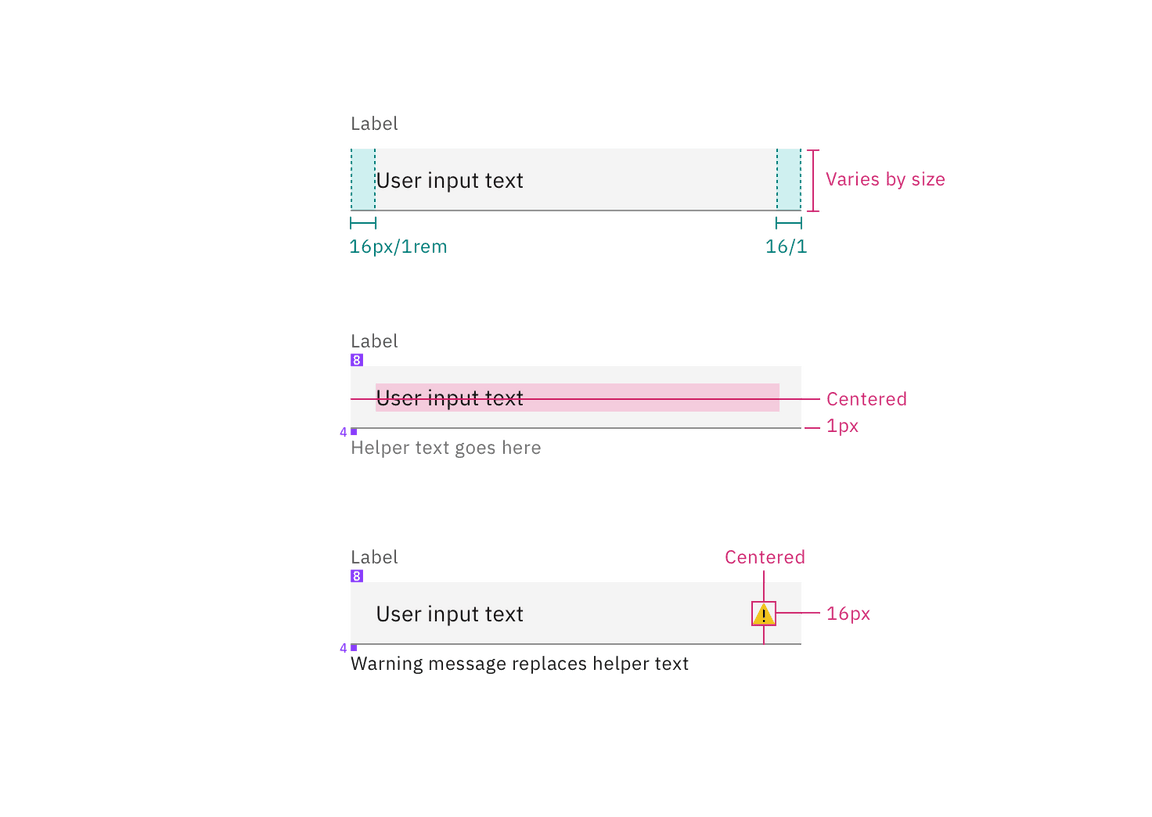 Label
User input text
Varies by size
16px/1rem
16/1
Label
8
User input text
Centered
1px
4
Helper text goes here
Label
Centered
8
User input text
16px
4
Warning message replaces helper text